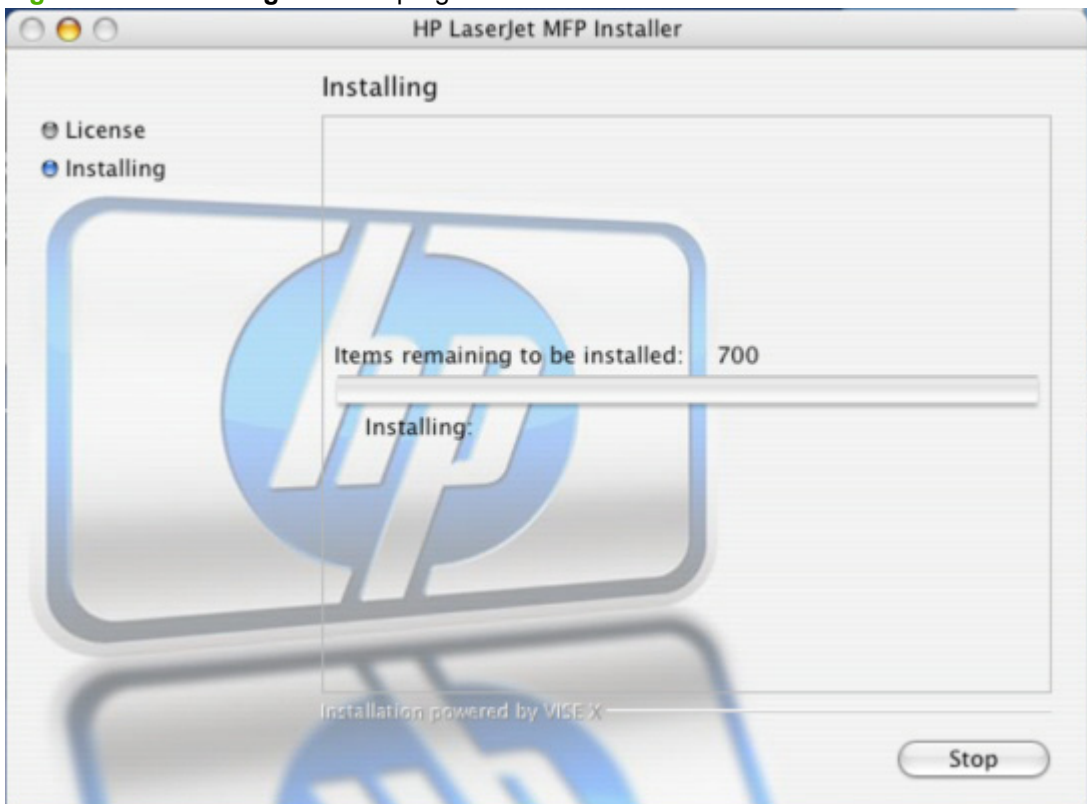 HP LaserJet MFP Installer
Installing
License
Installing
hp
Items remaining to be installed: 700
Installing:
Installation powered by VISE X
Stop